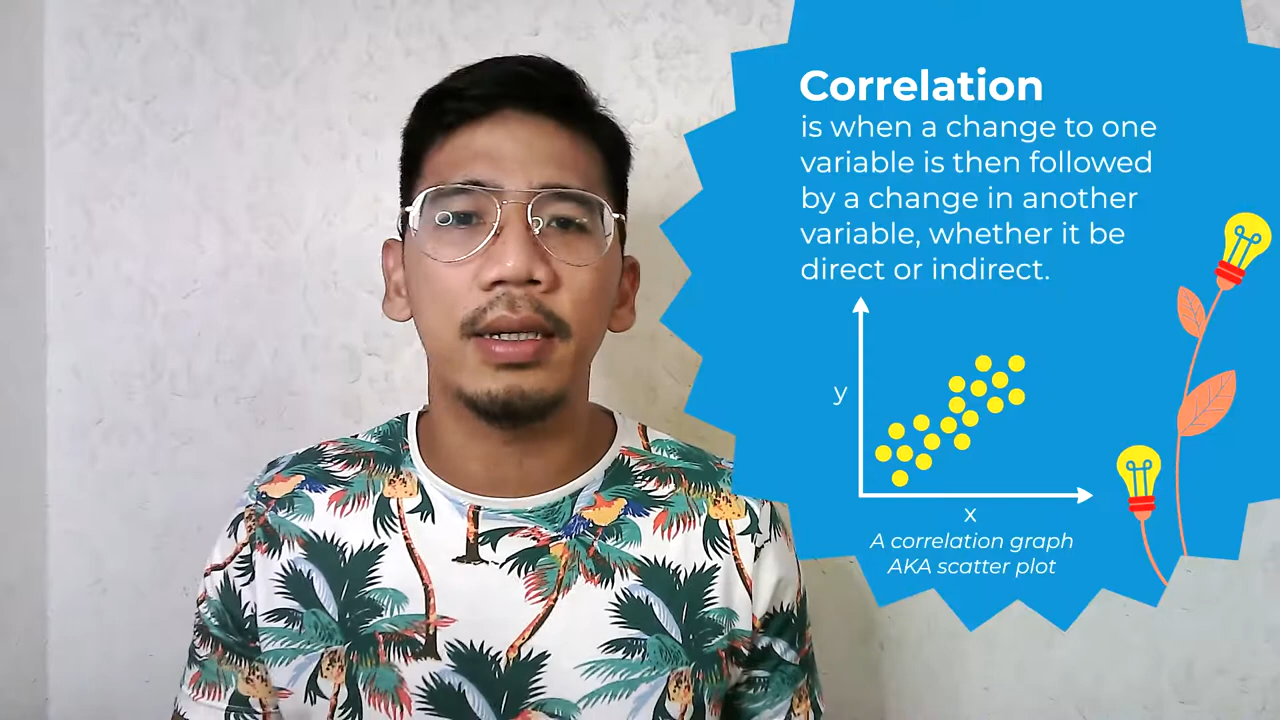 Correlation
is when a change to one
variable is then followed
by a change in another
variable, whether it be
direct or indirect.
y
x
A correlation graph
AKA scatter plot